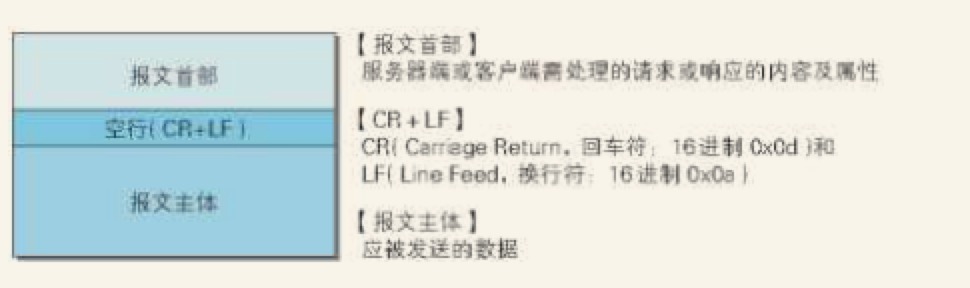 报文首部
空行( CR+LF )
报文主体
【 报文首部 】
服务器端或客户端需处理的请求或响应的内容及属性
【 CR + LF 】
CR( Carriage Return，回车符：16进制 0x0d )和
LF( Line Feed，换行符：16进制 0x0a )
【 报文主体 】
应被发送的数据